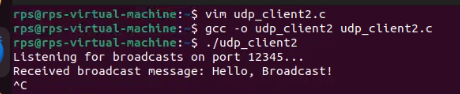 rps@rps-virtual-machine:~$ vim udp_client2.c
rps@rps-virtual-machine:~$ gcc -o udp_client2 udp_client2.c
rps@rps-virtual-machine:~$ ./udp_client2
Listening for broadcasts on port 12345...
Received broadcast message: Hello, Broadcast!
^C